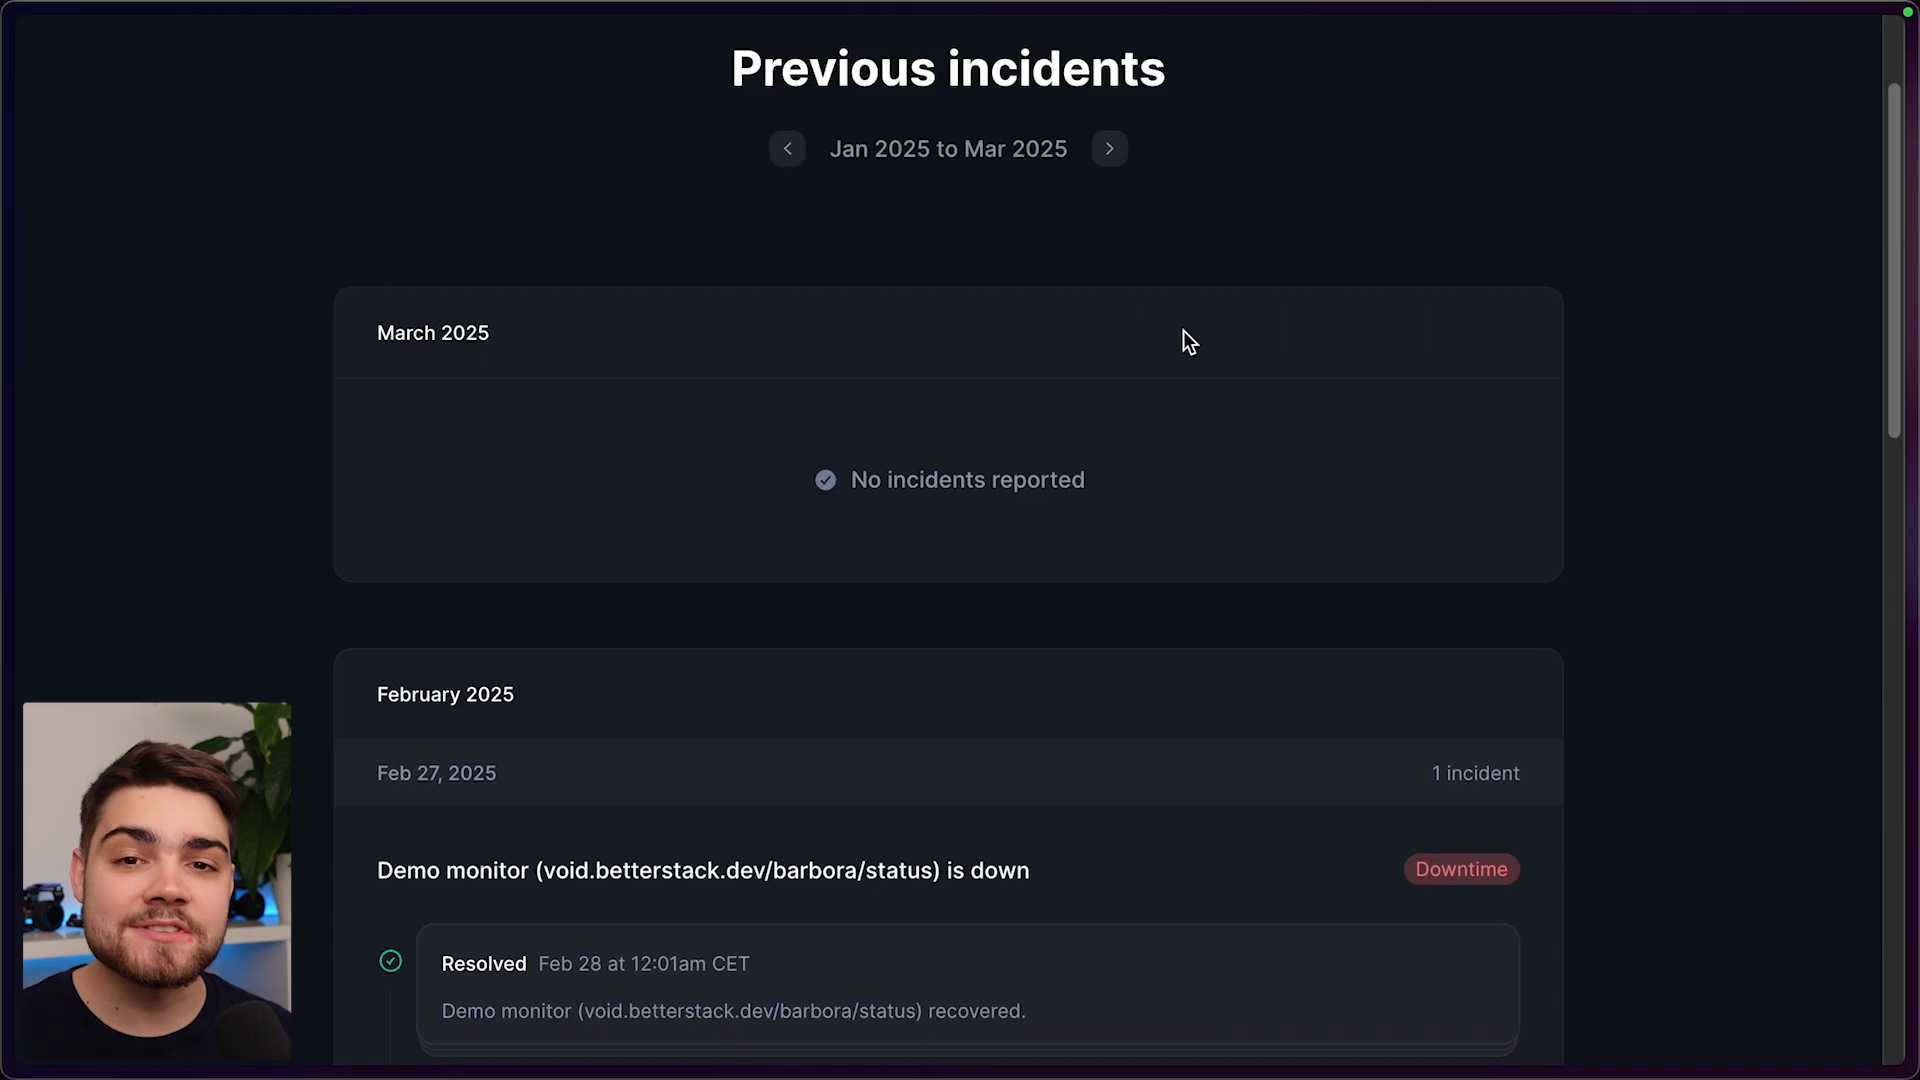 Previous incidents
Jan 2025 to Mar 2025
March 2025
No incidents reported
February 2025
Feb 27, 2025
1 incident
Demo monitor (void.betterstack.dev/barbora/status) is down
Downtime
Resolved Feb 28 at 12:01am CET
Demo monitor (void.betterstack.dev/barbora/status) recovered.